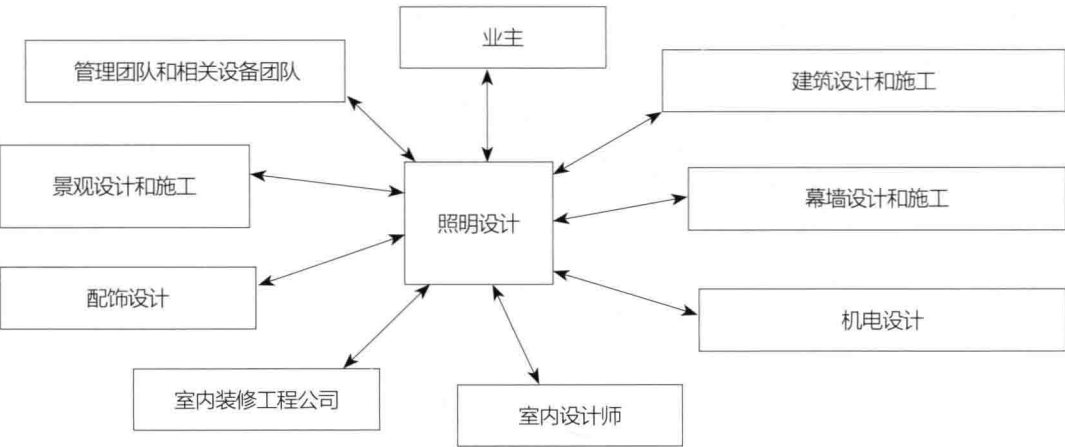 业主
管理团队和相关设备团队
建筑设计和施工
景观设计和施工
幕墙设计和施工
照明设计
配饰设计
机电设计
室内装修工程公司
室内设计师